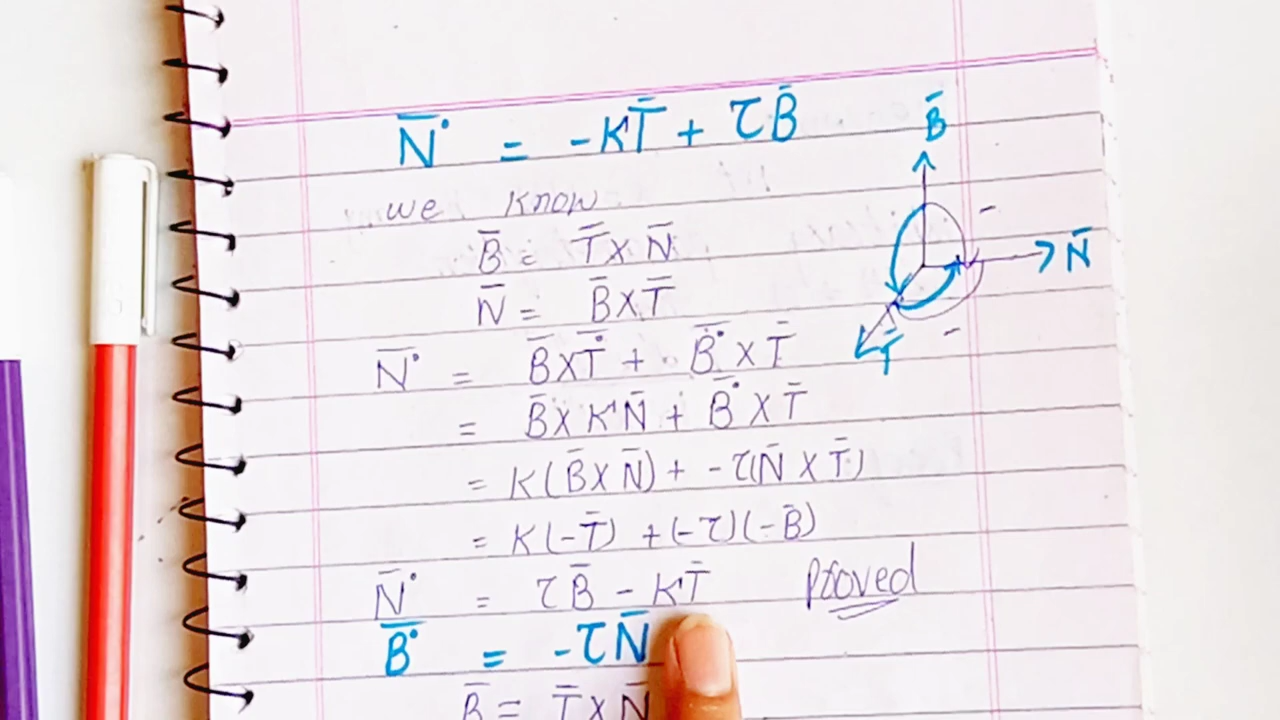 N̄˙ = -KT̄ + τB̄
we know
B̄ = T̄ × N̄
N̄ = B̄ × T̄
N̄˙ = B̄ × T̄˙ + B̄˙ × T̄
= B̄ × KN̄ + B̄˙ × T̄
= K(B̄ × N̄) + -τ(N̄ × T̄)
= K(-T̄) + (-τ)(-B̄)
N̄˙ = τB̄ - KT̄ Proved
B̄˙ = -τN̄
B̄ = T̄ × N̄
B̄
N̄
T̄